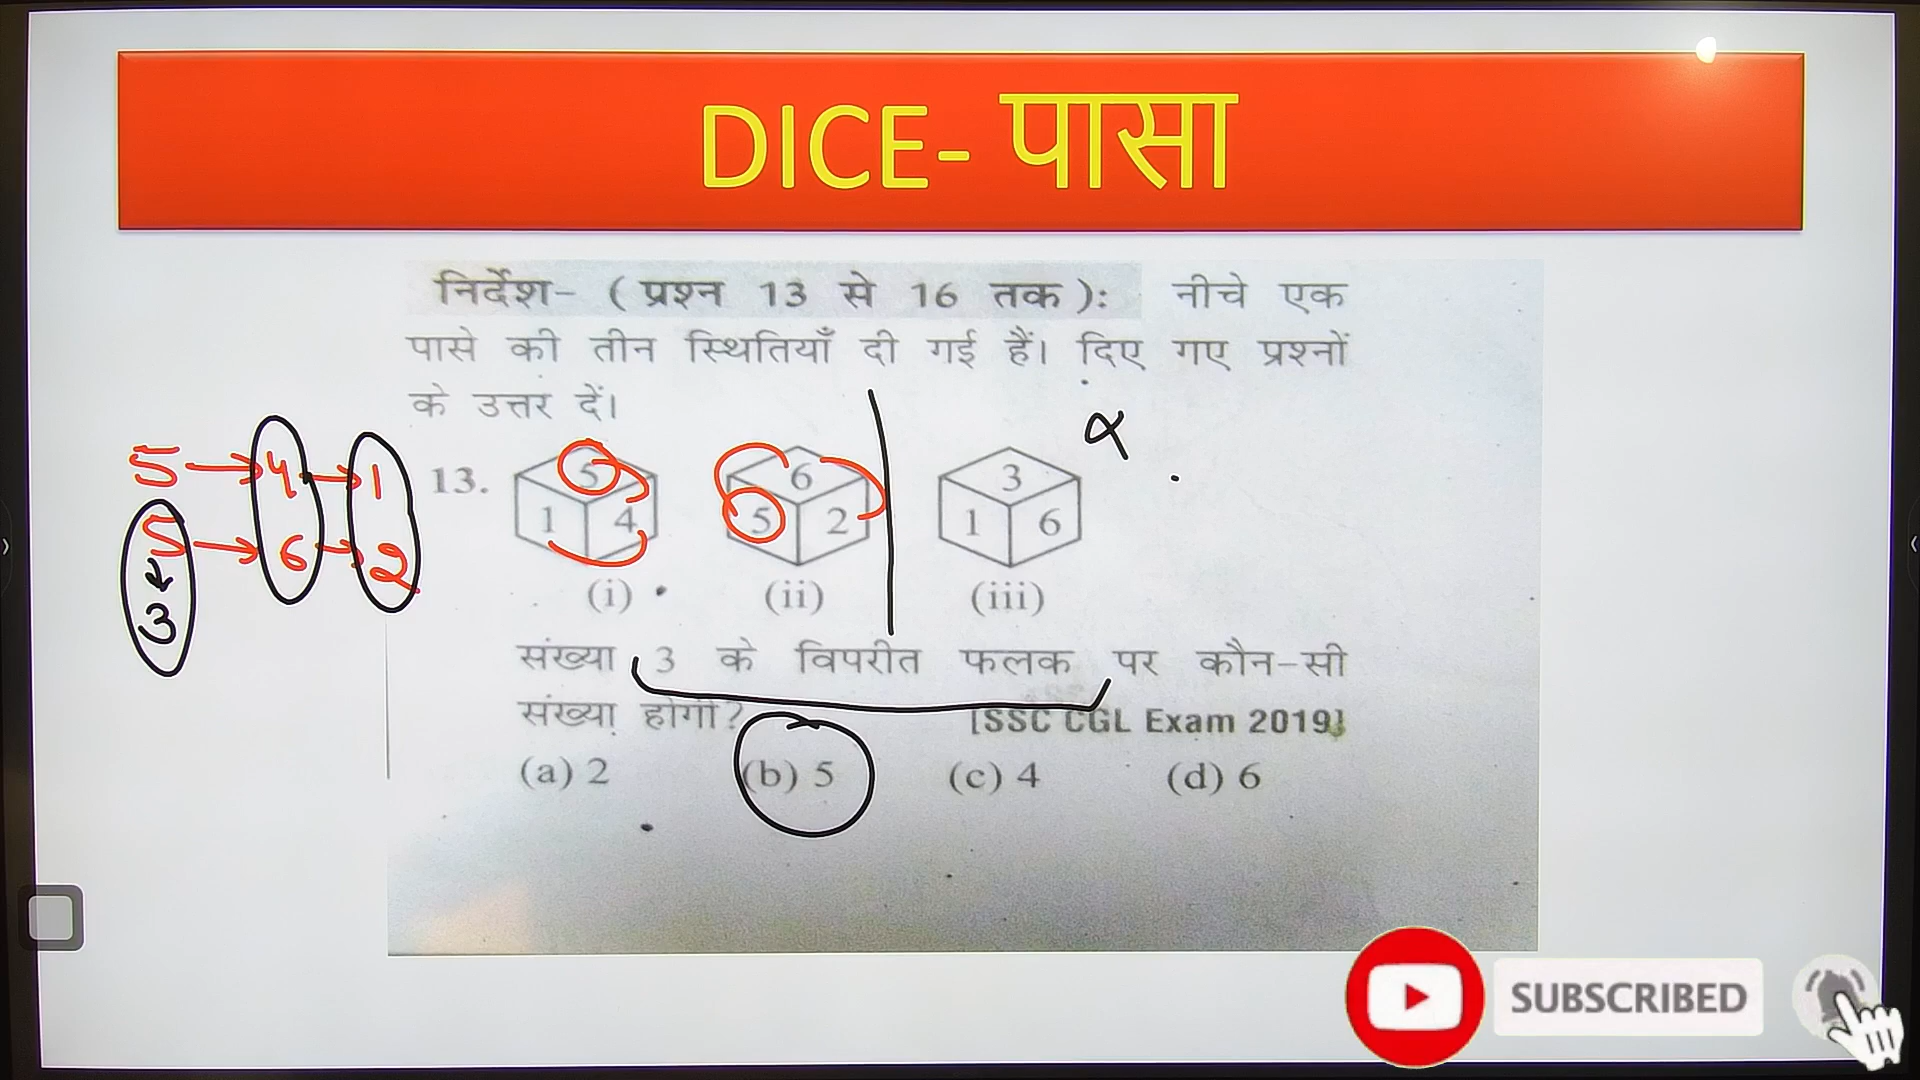 DICE- पासा
निर्देश- ( प्रश्न 13 से 16 तक ): नीचे एक
पासे की तीन स्थितियाँ दी गई हैं। दिए गए प्रश्नों
के उत्तर दें।
5 → 4 → 1
5 → 6 → 2
3
13.
5
1 4
(i)
6
5 2
(ii)
3
1 6
(iii)
संख्या 3 के विपरीत फलक पर कौन-सी
संख्या होगी? [SSC CGL Exam 2019]
(a) 2 (b) 5 (c) 4 (d) 6
SUBSCRIBED